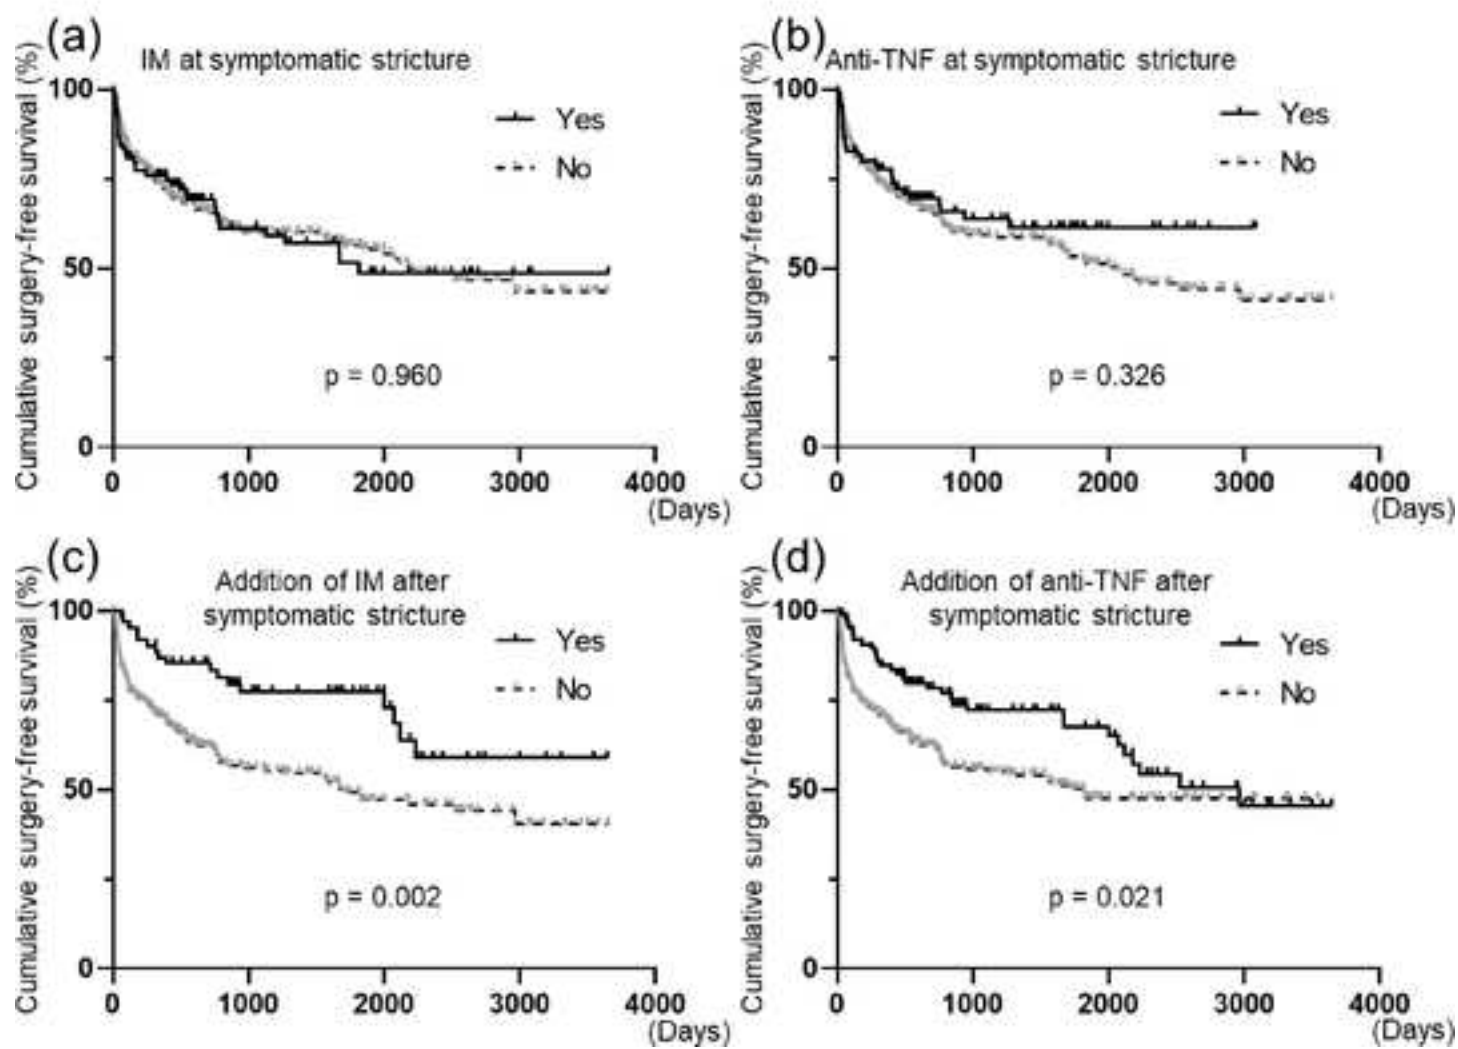 (a)
IM at symptomatic stricture
Cumulative surgery-free survival (%)
100
50
0
Yes
No
p = 0.960
0 1000 2000 3000 4000
(Days)
(b)
Anti-TNF at symptomatic stricture
Cumulative surgery-free survival (%)
100
50
0
Yes
No
p = 0.326
0 1000 2000 3000 4000
(Days)
(c)
Addition of IM after
symptomatic stricture
Cumulative surgery-free survival (%)
100
50
0
Yes
No
p = 0.002
0 1000 2000 3000 4000
(Days)
(d)
Addition of anti-TNF after
symptomatic stricture
Cumulative surgery-free survival (%)
100
50
0
Yes
No
p = 0.021
0 1000 2000 3000 4000
(Days)